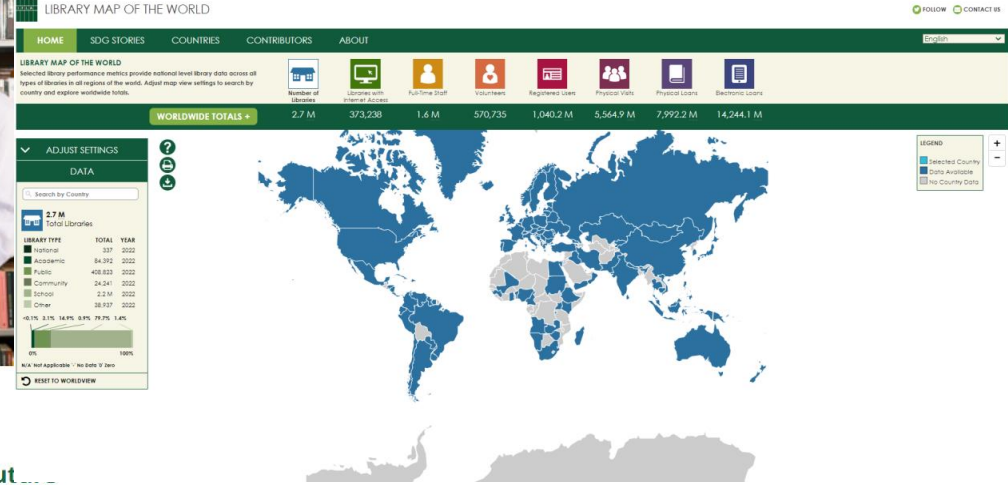 LIBRARY MAP OF THE WORLD
FOLLOW
CONTACT US
HOME
SDG STORIES
COUNTRIES
CONTRIBUTORS
ABOUT
English
LIBRARY MAP OF THE WORLD
Selected library performance metrics provide national level library data across all
types of libraries in all regions of the world. Adjust map view settings to search by
country and explore worldwide totals.
Number of
Libraries
Libraries with
Internet Access
Full-Time Staff
Volunteers
Registered Users
Physical Visits
Physical Loans
Electronic Loans
WORLDWIDE TOTALS +
2.7 M
373,238
1.6 M
570,735
1,040.2 M
5,564.9 M
7,992.2 M
14,244.1 M
ADJUST SETTINGS
DATA
Search by Country
2.7 M
Total Libraries
LIBRARY TYPE TOTAL YEAR
National 337 2022
Academic 84,392 2022
Public 408,823 2022
Community 24,241 2022
School 2.2 M 2022
Other 38,937 2022
<0.1% 3.1% 14.9% 0.9% 79.7% 1.4%
0% 100%
N/A' Not Applicable '-' No Data '0' Zero
RESET TO WORLDVIEW
?
LEGEND
Selected Country
Data Available
No Country Data
+
-